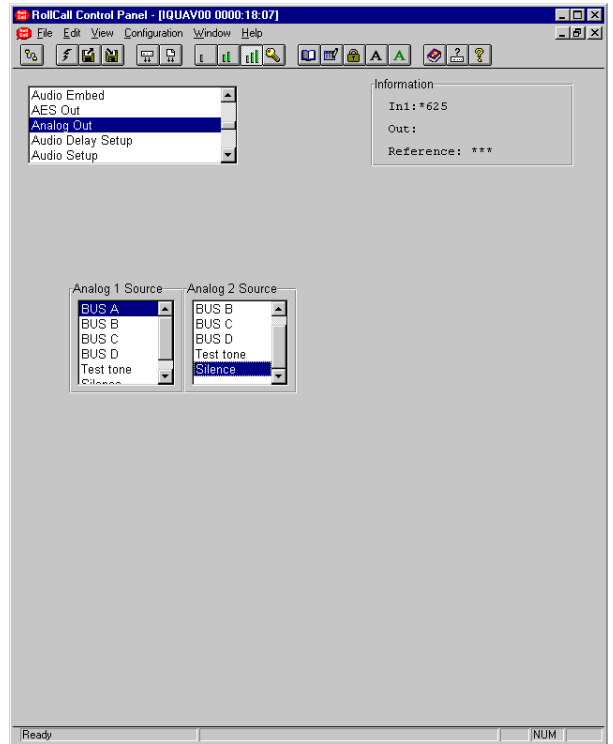 RollCall Control Panel - [IQUAV00 0000:18:07]
File Edit View Configuration Window Help
A A
Audio Embed
AES Out
Analog Out
Audio Delay Setup
Audio Setup
Information
In1:*625
Out:
Reference: ***
Analog 1 Source
BUS A
BUS B
BUS C
BUS D
Test tone
Silence
Analog 2 Source
BUS B
BUS C
BUS D
Test tone
Silence
Ready
NUM